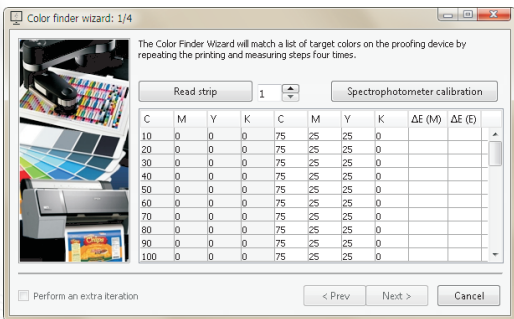 Color finder wizard: 1/4
The Color Finder Wizard will match a list of target colors on the proofing device by
repeating the printing and measuring steps four times.
Read strip 1 Spectrophotometer calibration
C M Y K C M Y K ΔE (M) ΔE (E)
10 0 0 0 75 25 25 0
20 0 0 0 75 25 25 0
30 0 0 0 75 25 25 0
40 0 0 0 75 25 25 0
50 0 0 0 75 25 25 0
60 0 0 0 75 25 25 0
70 0 0 0 75 25 25 0
80 0 0 0 75 25 25 0
90 0 0 0 75 25 25 0
100 0 0 0 75 25 25 0
Chips
Perform an extra iteration < Prev Next > Cancel